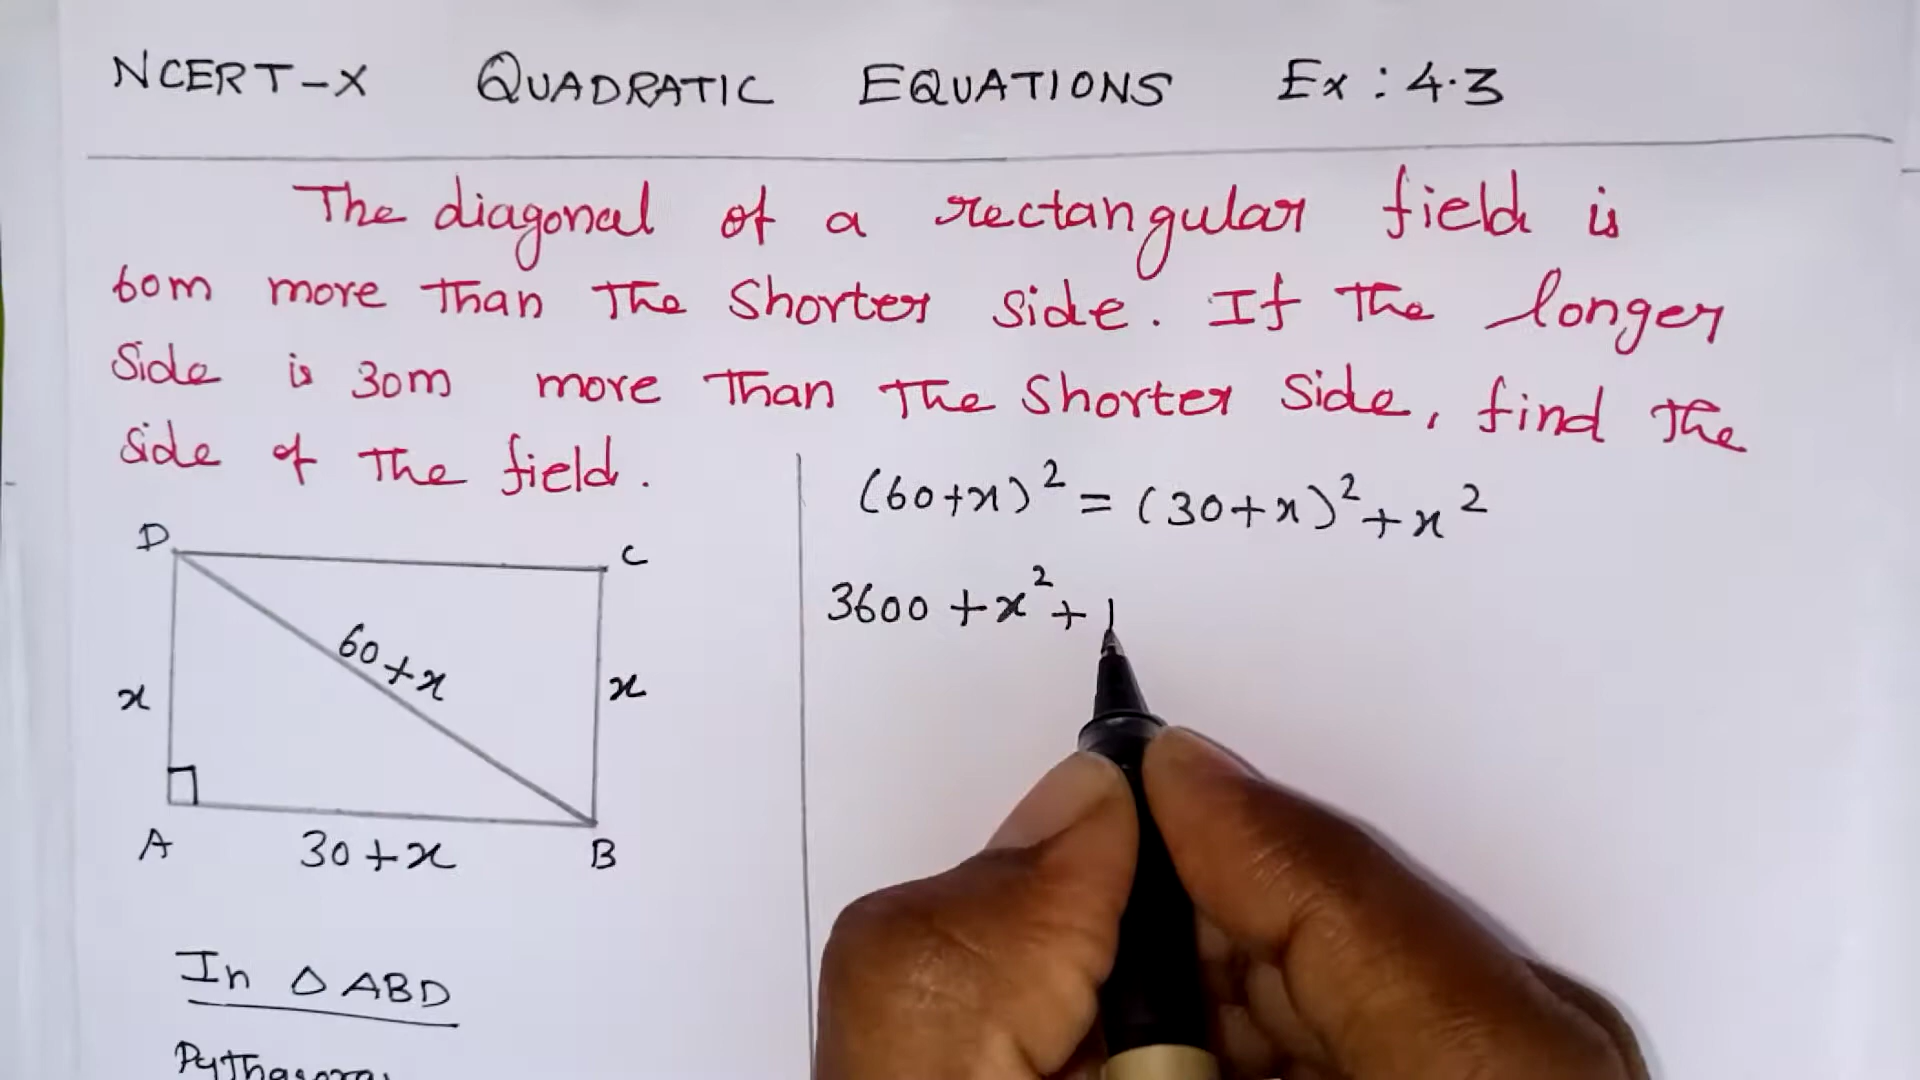 NCERT-X QUADRATIC EQUATIONS Ex : 4.3
The diagonal of a rectangular field is
60m more than the shorter side. If the longer
side is 30m more than the shorter side, find the
side of the field.
(60+x)² = (30+x)² + x²
3600 + x² + 1
D
C
60+x
x
x
A
30+x
B
In △ ABD